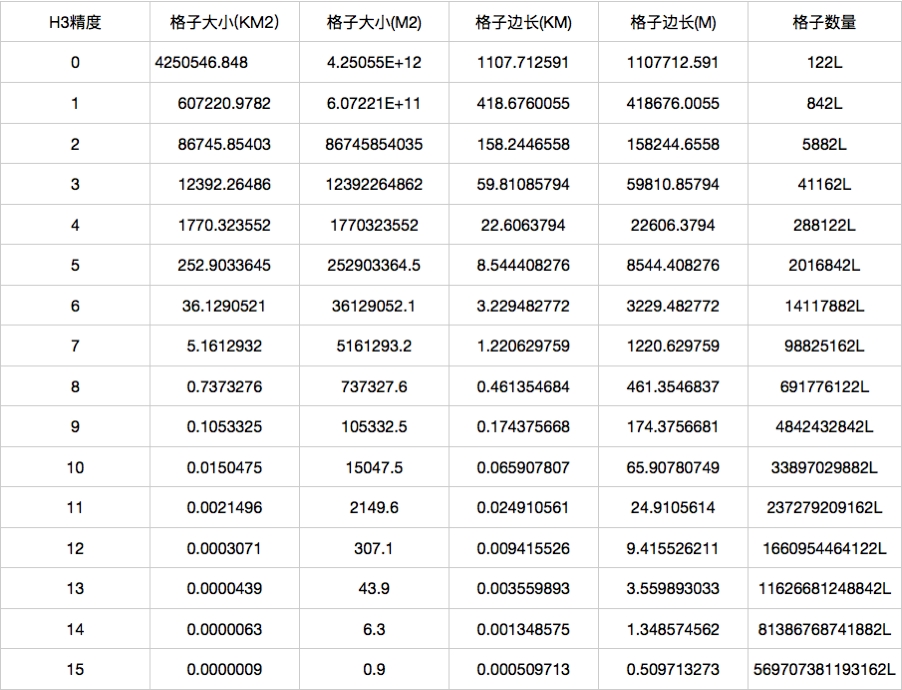 H3精度 格子大小(KM2) 格子大小(M2) 格子边长(KM) 格子边长(M) 格子数量
0 4250546.848 4.25055E+12 1107.712591 1107712.591 122L
1 607220.9782 6.07221E+11 418.6760055 418676.0055 842L
2 86745.85403 86745854035 158.2446558 158244.6558 5882L
3 12392.26486 12392264862 59.81085794 59810.85794 41162L
4 1770.323552 1770323552 22.6063794 22606.3794 288122L
5 252.9033645 252903364.5 8.544408276 8544.408276 2016842L
6 36.1290521 36129052.1 3.229482772 3229.482772 14117882L
7 5.1612932 5161293.2 1.220629759 1220.629759 98825162L
8 0.7373276 737327.6 0.461354684 461.3546837 691776122L
9 0.1053325 105332.5 0.174375668 174.3756681 4842432842L
10 0.0150475 15047.5 0.065907807 65.90780749 33897029882L
11 0.0021496 2149.6 0.024910561 24.9105614 237279209162L
12 0.0003071 307.1 0.009415526 9.415526211 1660954464122L
13 0.0000439 43.9 0.003559893 3.559893033 11626681248842L
14 0.0000063 6.3 0.001348575 1.348574562 81386768741882L
15 0.0000009 0.9 0.000509713 0.509713273 569707381193162L